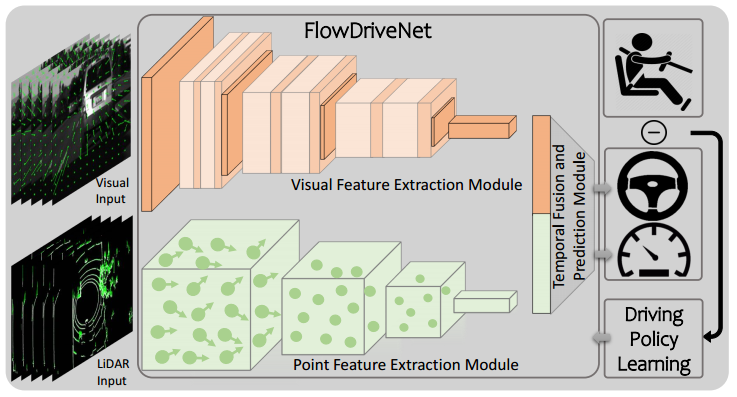 FlowDriveNet
Visual
Input
Visual Feature Extraction Module
Temporal Fusion and
Prediction Module
LiDAR
Input
Point Feature Extraction Module
Driving
Policy
Learning